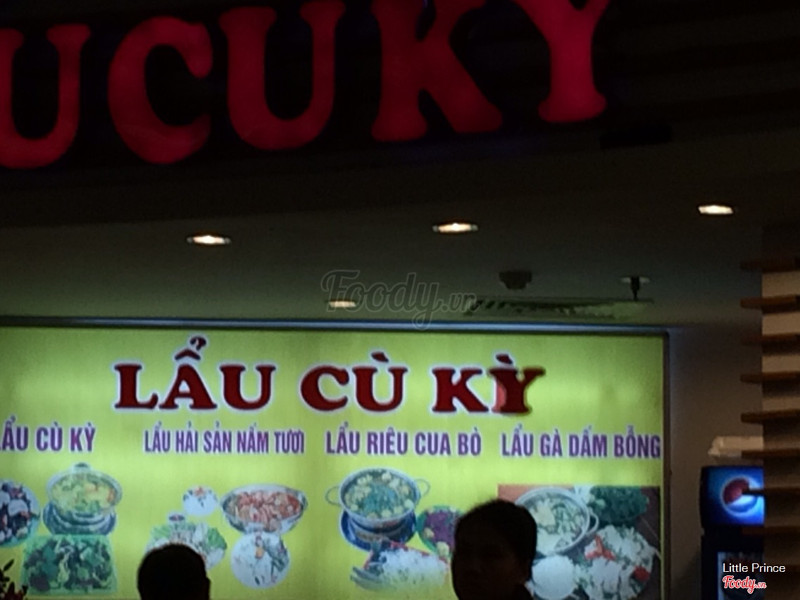 UCUKY
Foody.vn
LẨU CÙ KỲ
LẨU CÙ KỲ LẨU HẢI SẢN NẤM TƯƠI LẨU RIÊU CUA BÒ LẨU GÀ DẤM BỖNG
Little Prince
Foody.vn